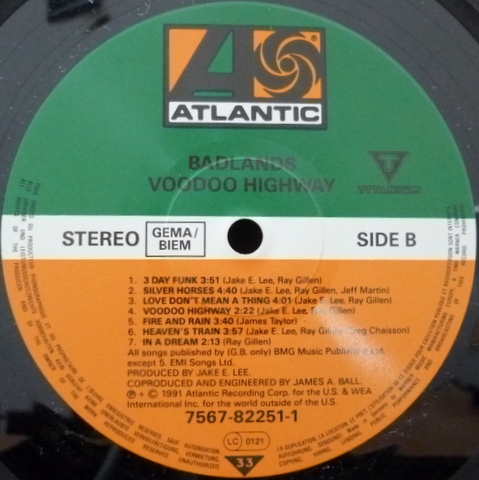 ATLANTIC
BADLANDS
VOODOO HIGHWAY
TITANIUM
STEREO
GEMA/
BIEM
SIDE B
1. 3 DAY FUNK 3:51 (Jake E. Lee, Ray Gillen)
2. SILVER HORSES 4:40 (Jake E. Lee, Ray Gillen, Jeff Martin)
3. LOVE DON'T MEAN A THING 4:01 (Jake E. Lee, Ray Gillen)
4. VOODOO HIGHWAY 2:22 (Jake E. Lee, Ray Gillen)
5. FIRE AND RAIN 3:40 (James Taylor)
6. HEAVEN'S TRAIN 3:57 (Jake E. Lee, Ray Gillen, Greg Chaisson)
7. IN A DREAM 2:13 (Ray Gillen)
All songs published by (G.B. only) BMG Music Publishing Ltd.
except 5. EMI Songs Ltd.
PRODUCED BY JAKE E. LEE.
COPRODUCED AND ENGINEERED BY JAMES A. BALL.
℗ + © 1991 Atlantic Recording Corp. for the U.S. & WEA
International Inc. for the world outside of the U.S.
7567-82251-1
LC 0121
33